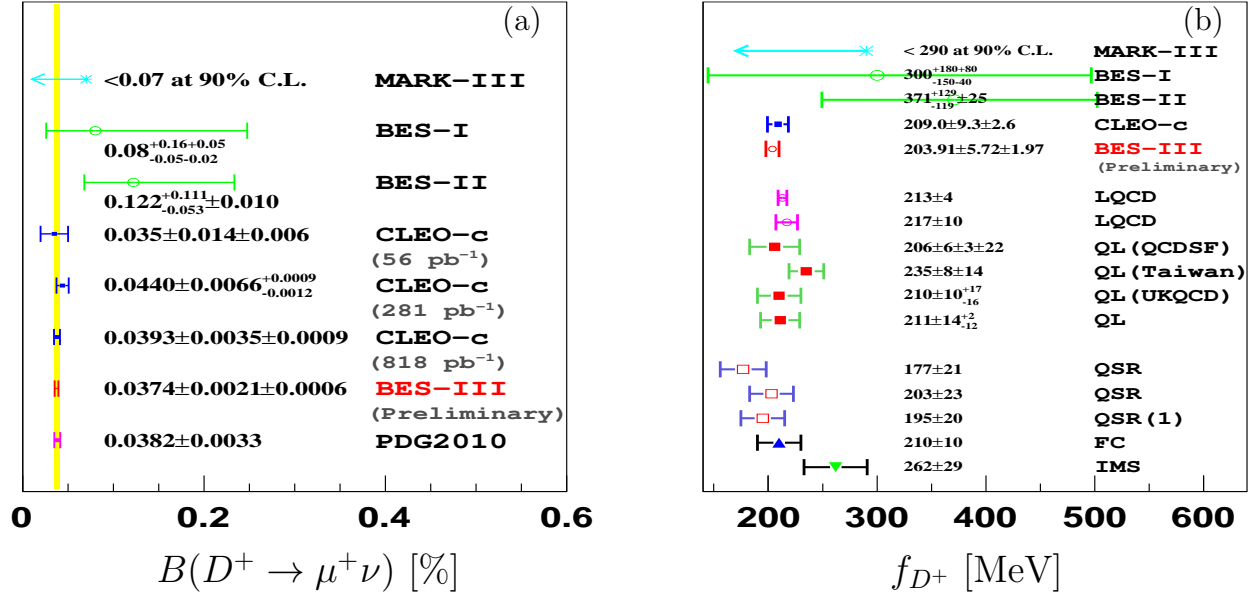 (a)
<0.07 at 90% C.L. MARK−III
BES−I
0.08+0.16+0.05 -0.05-0.02
BES−II
0.122+0.111 -0.053±0.010
0.035±0.014±0.006 CLEO−c
(56 pb⁻¹)
0.0440±0.0066+0.0009 -0.0012 CLEO−c
(281 pb⁻¹)
0.0393±0.0035±0.0009 CLEO−c
(818 pb⁻¹)
0.0374±0.0021±0.0006 BES−III
(Preliminary)
0.0382±0.0033 PDG2010
0 0.2 0.4 0.6
B(D⁺ → μ⁺ν) [%]
(b)
< 290 at 90% C.L. MARK−III
300+180+80 -150-40 BES−I
371+129 -119±25 BES−II
209.0±9.3±2.6 CLEO−c
203.91±5.72±1.97 BES−III
(Preliminary)
213±4 LQCD
217±10 LQCD
206±6±3±22 QL(QCDSF)
235±8±14 QL(Taiwan)
210±10+17 -16 QL(UKQCD)
211±14+2 -12 QL
177±21 QSR
203±23 QSR
195±20 QSR(1)
210±10 FC
262±29 IMS
200 300 400 500 600
f_D⁺ [MeV]